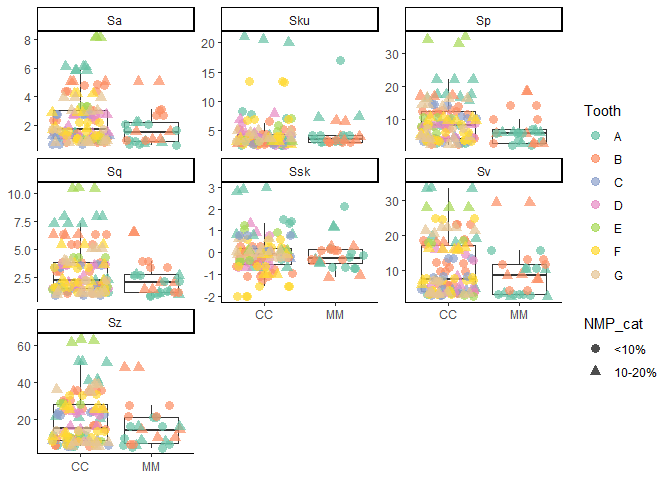 Sa
Sku
Sp
8
6
4
2
20
15
10
5
30
20
10
Sq
Ssk
Sv
10.0
7.5
5.0
2.5
3
2
1
0
-1
-2
30
20
10
CC
MM
CC
MM
Sz
60
40
20
CC
MM
Tooth
A
B
C
D
E
F
G
NMP_cat
<10%
10-20%